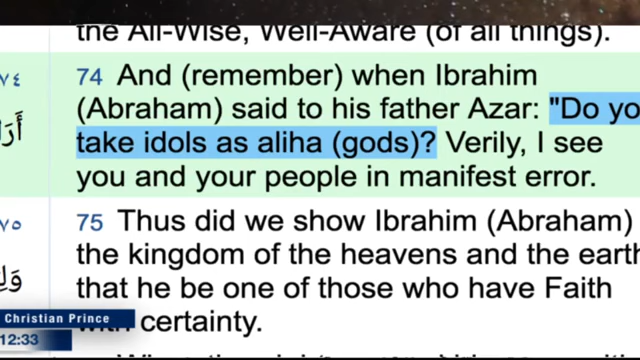 the All-Wise, Well-Aware (of all things).
٧٤ 74 And (remember) when Ibrahim
(Abraham) said to his father Azar: "Do yo
take idols as aliha (gods)? Verily, I see
you and your people in manifest error.
٧٥ 75 Thus did we show Ibrahim (Abraham)
the kingdom of the heavens and the earth
that he be one of those who have Faith
certainty.
Christian Prince
12:33